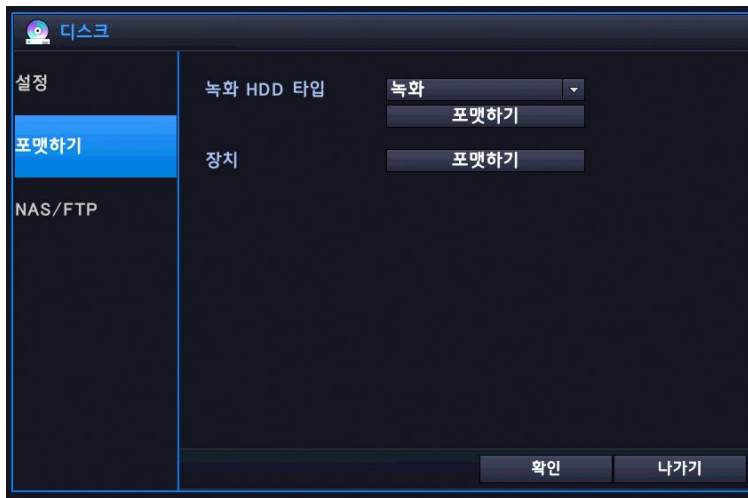 디스크
설정
포맷하기
NAS/FTP
녹화 HDD 타입 녹화
포맷하기
장치 포맷하기
확인 나가기